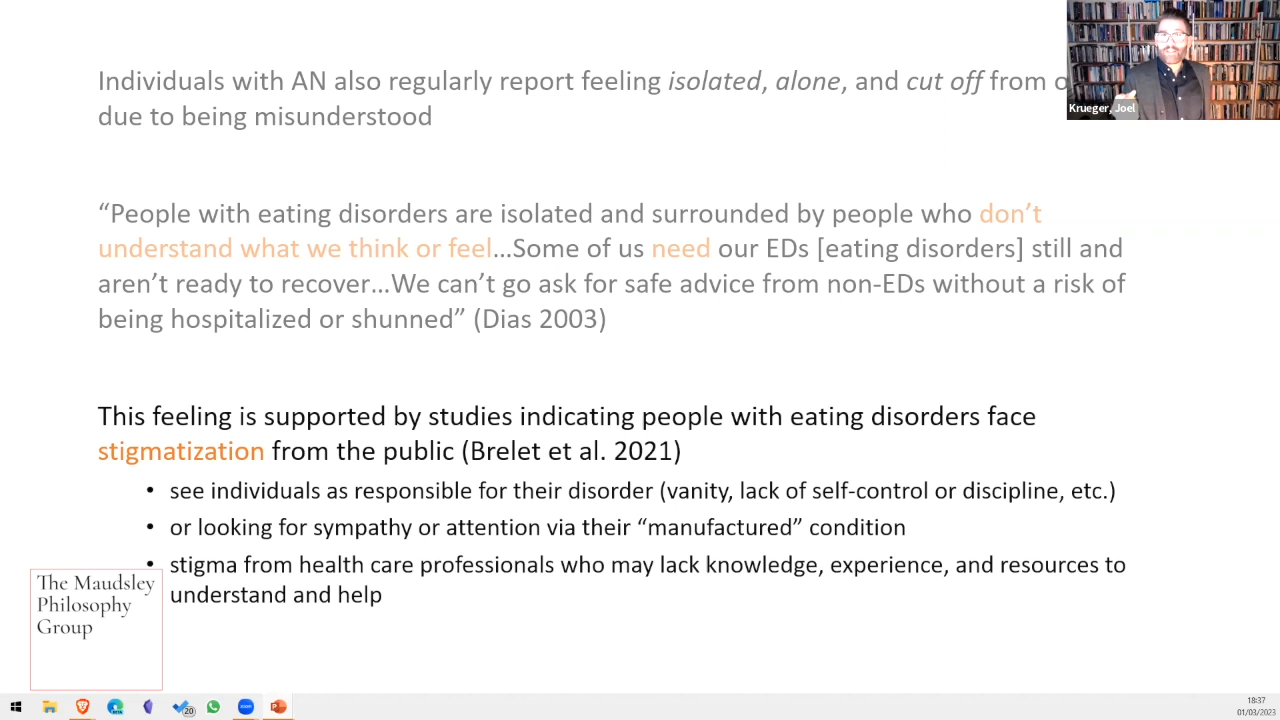 Individuals with AN also regularly report feeling isolated, alone, and cut off from
due to being misunderstood
Krueger, Joel
“People with eating disorders are isolated and surrounded by people who don’t
understand what we think or feel…Some of us need our EDs [eating disorders] still and
aren’t ready to recover…We can’t go ask for safe advice from non-EDs without a risk of
being hospitalized or shunned” (Dias 2003)
This feeling is supported by studies indicating people with eating disorders face
stigmatization from the public (Brelet et al. 2021)
• see individuals as responsible for their disorder (vanity, lack of self-control or discipline, etc.)
• or looking for sympathy or attention via their “manufactured” condition
• stigma from health care professionals who may lack knowledge, experience, and resources to
understand and help
The Maudsley
Philosophy
Group
20
zoom
18:37
01/03/2023